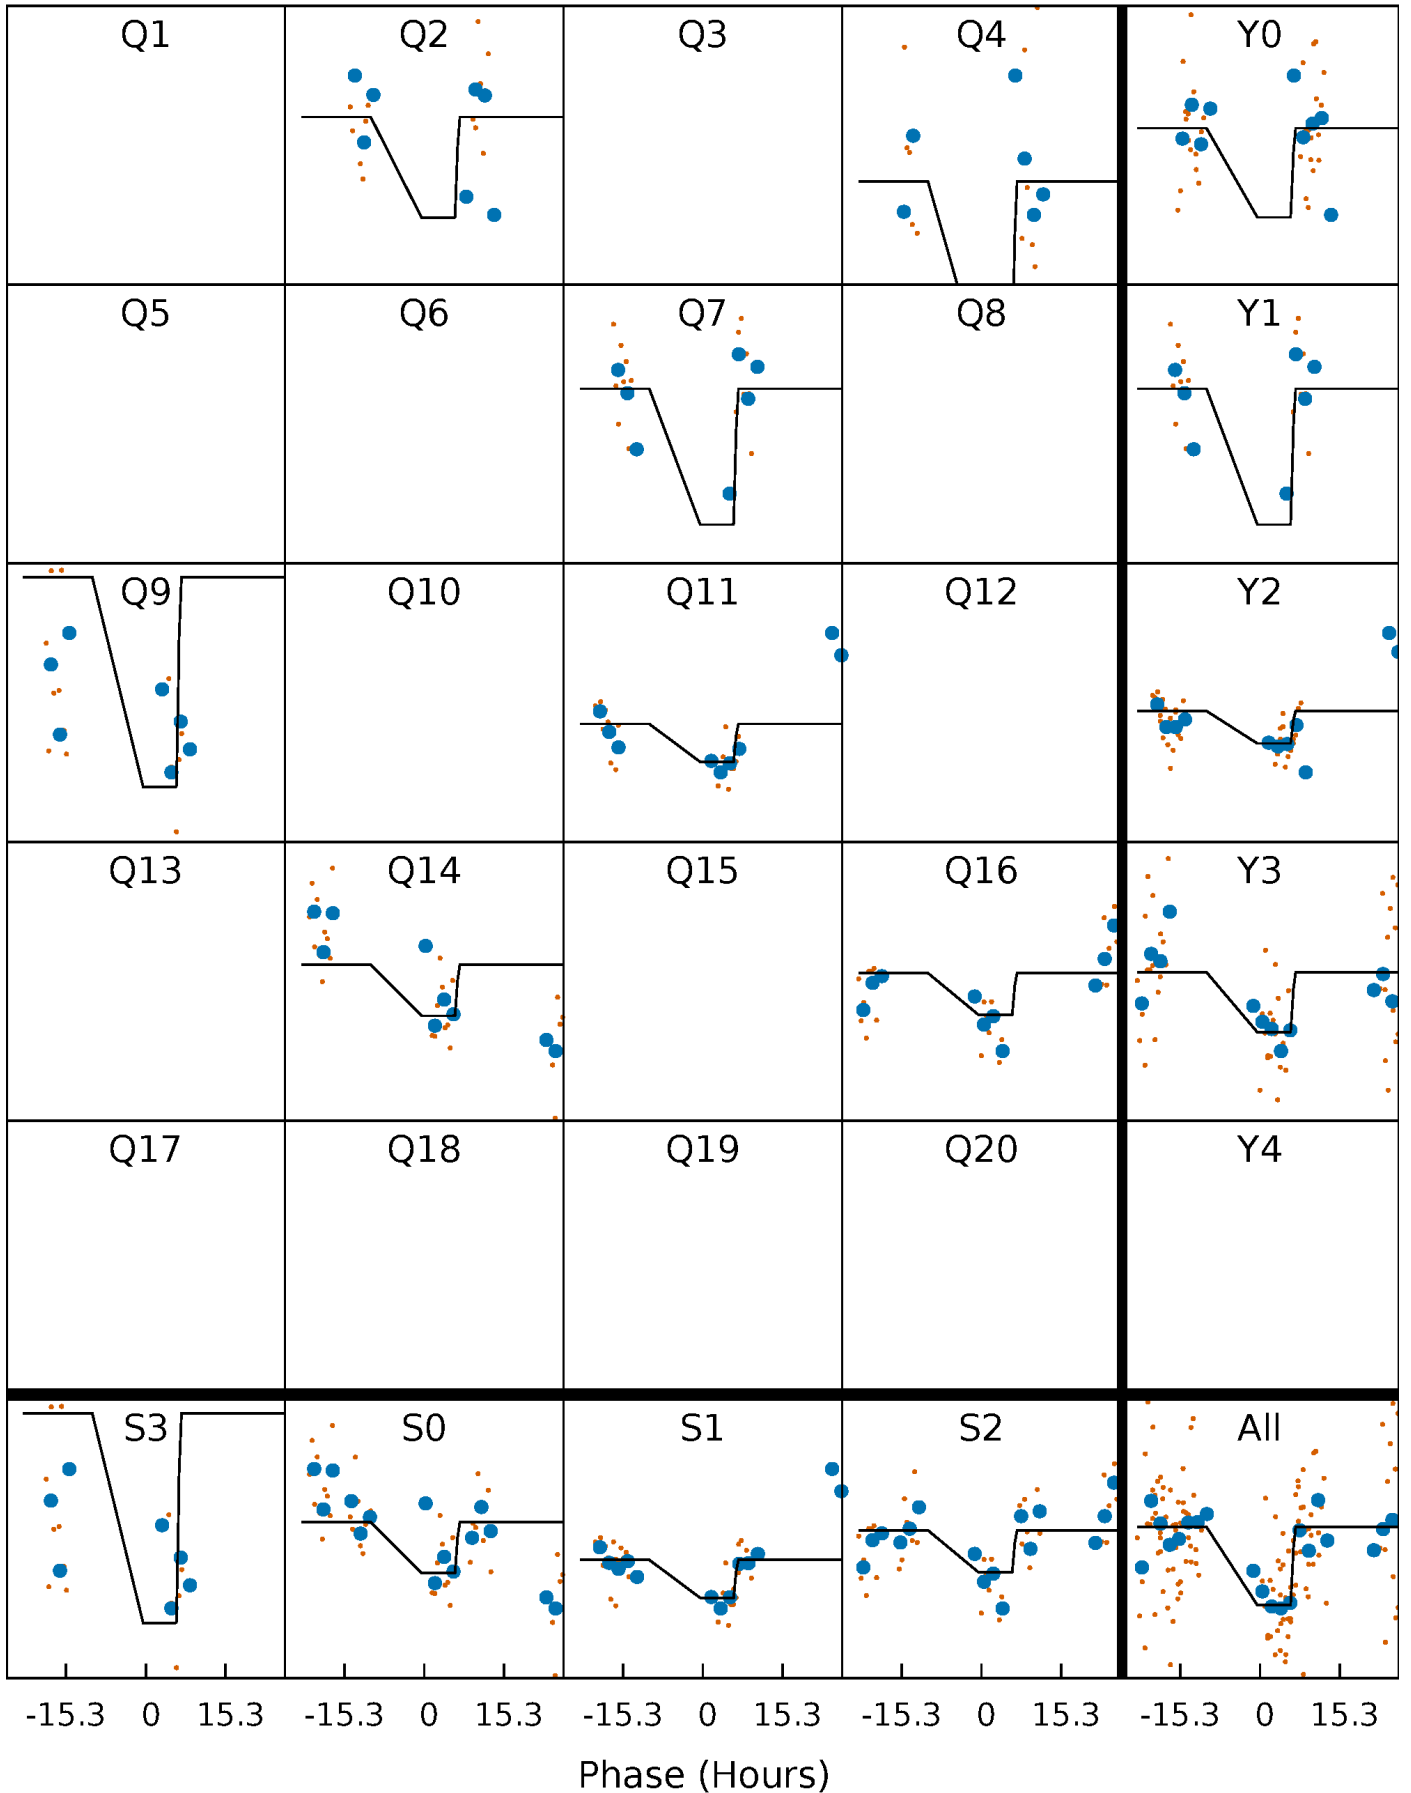 Q1 Q2 Q3 Q4 Y0
Q5 Q6 Q7 Q8 Y1
Q9 Q10 Q11 Q12 Y2
Q13 Q14 Q15 Q16 Y3
Q17 Q18 Q19 Q20 Y4
S3 S0 S1 S2 All
-15.3 0 15.3 -15.3 0 15.3 -15.3 0 15.3 -15.3 0 15.3 -15.3 0 15.3
Phase (Hours)